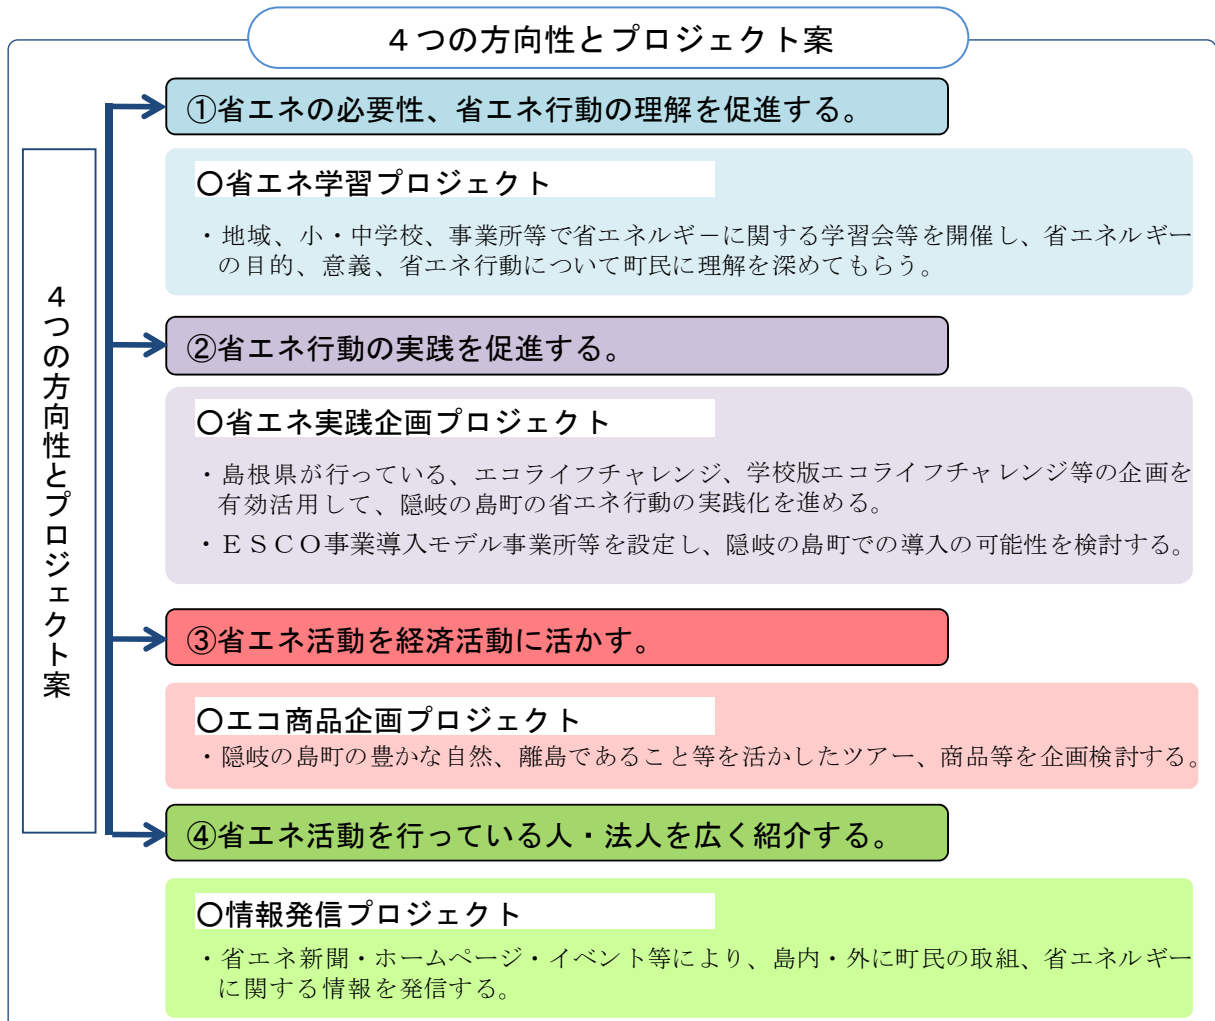 ４つの方向性とプロジェクト案
４つの方向性とプロジェクト案
①省エネの必要性、省エネ行動の理解を促進する。
〇省エネ学習プロジェクト
・地域、小・中学校、事業所等で省エネルギ－に関する学習会等を開催し、省エネルギー
の目的、意義、省エネ行動について町民に理解を深めてもらう。
②省エネ行動の実践を促進する。
〇省エネ実践企画プロジェクト
・島根県が行っている、エコライフチャレンジ、学校版エコライフチャレンジ等の企画を
有効活用して、隠岐の島町の省エネ行動の実践化を進める。
・ＥＳＣＯ事業導入モデル事業所等を設定し、隠岐の島町での導入の可能性を検討する。
③省エネ活動を経済活動に活かす。
〇エコ商品企画プロジェクト
・隠岐の島町の豊かな自然、離島であること等を活かしたツアー、商品等を企画検討する。
④省エネ活動を行っている人・法人を広く紹介する。
〇情報発信プロジェクト
・省エネ新聞・ホームページ・イベント等により、島内・外に町民の取組、省エネルギー
に関する情報を発信する。